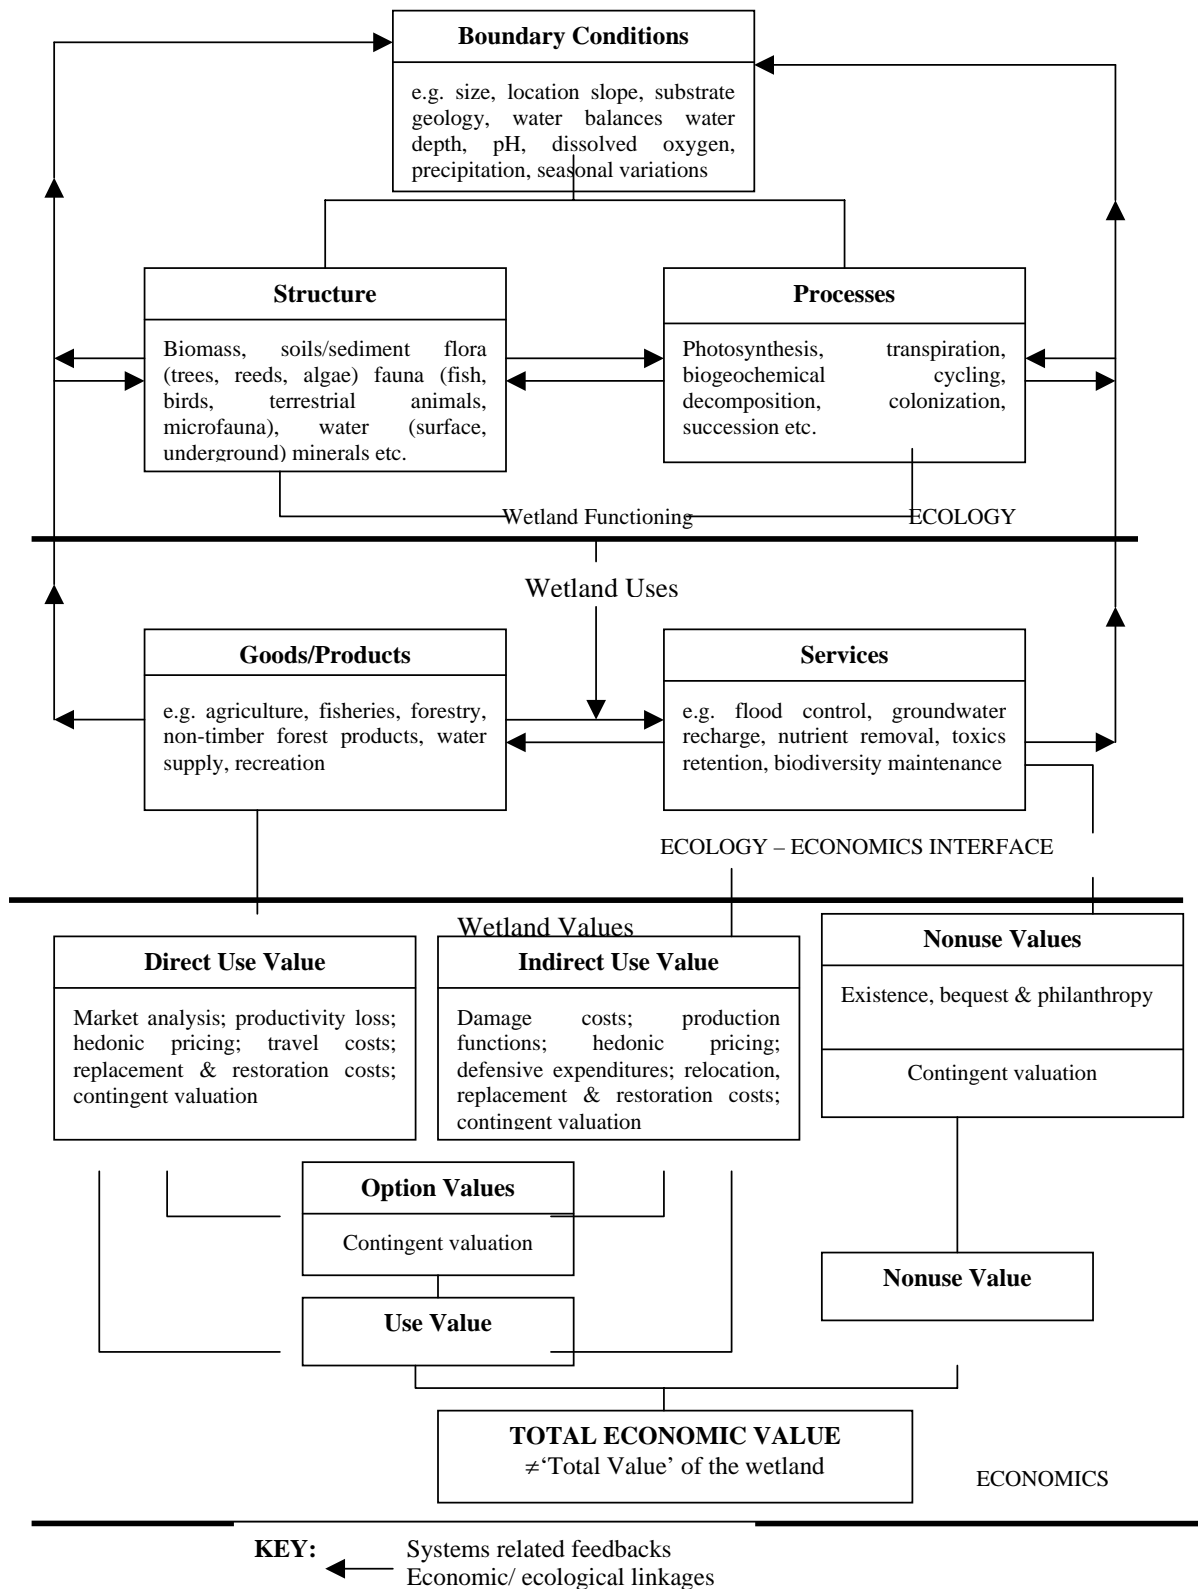 Boundary Conditions
e.g. size, location slope, substrate
geology, water balances water
depth, pH, dissolved oxygen,
precipitation, seasonal variations
Structure
Biomass, soils/sediment flora
(trees, reeds, algae) fauna (fish,
birds, terrestrial animals,
microfauna), water (surface,
underground) minerals etc.
Processes
Photosynthesis, transpiration,
biogeochemical cycling,
decomposition, colonization,
succession etc.
Wetland Functioning
ECOLOGY
Wetland Uses
Goods/Products
e.g. agriculture, fisheries, forestry,
non-timber forest products, water
supply, recreation
Services
e.g. flood control, groundwater
recharge, nutrient removal, toxics
retention, biodiversity maintenance
ECOLOGY – ECONOMICS INTERFACE
Wetland Values
Direct Use Value
Market analysis; productivity loss;
hedonic pricing; travel costs;
replacement & restoration costs;
contingent valuation
Indirect Use Value
Damage costs; production
functions; hedonic pricing;
defensive expenditures; relocation,
replacement & restoration costs;
contingent valuation
Nonuse Values
Existence, bequest & philanthropy
Contingent valuation
Option Values
Contingent valuation
Use Value
Nonuse Value
TOTAL ECONOMIC VALUE
≠‘Total Value’ of the wetland
ECONOMICS
KEY:
Systems related feedbacks
Economic/ ecological linkages